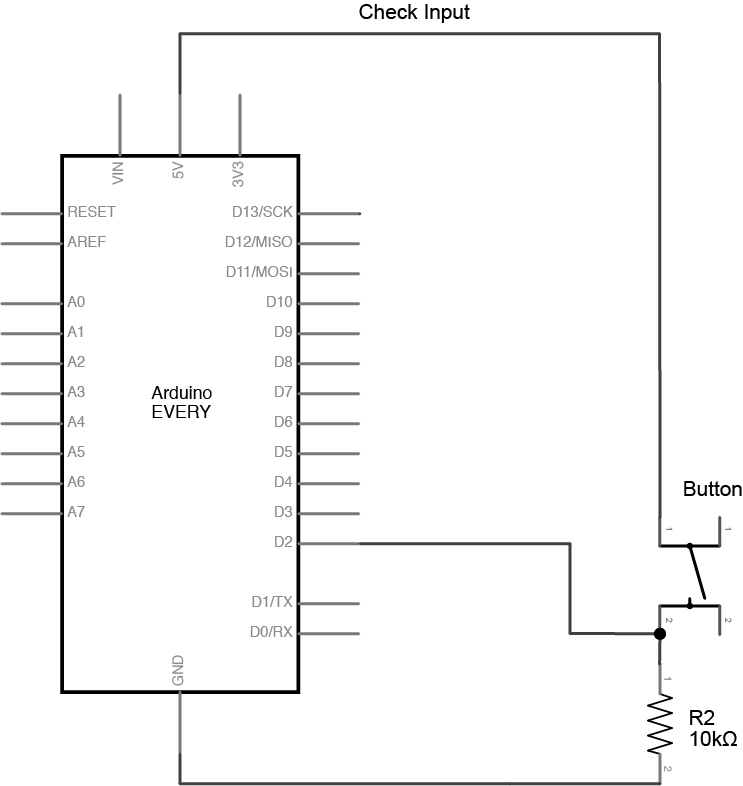 Check Input
VIN
5V
3V3
RESET
D13/SCK
AREF
D12/MISO
D11/MOSI
A0
D10
A1
D9
A2
D8
A3
D7
Arduino
EVERY
A4
D6
A5
D5
A6
D4
A7
D3
D2
D1/TX
D0/RX
GND
Button
1
1
2
2
1
R2
10kΩ
2